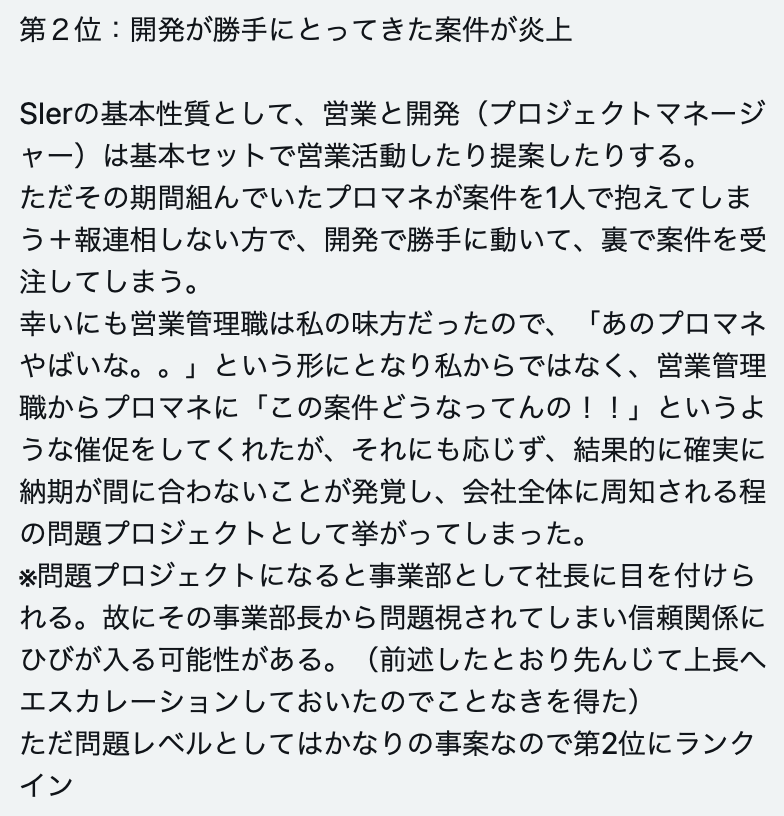 第２位：開発が勝手にとってきた案件が炎上
SIerの基本性質として、営業と開発（プロジェクトマネージ
ャー）は基本セットで営業活動したり提案したりする。
ただその期間組んでいたプロマネが案件を1人で抱えてしま
う＋報連相しない方で、開発で勝手に動いて、裏で案件を受
注してしまう。
幸いにも営業管理職は私の味方だったので、「あのプロマネ
やばいな。。」という形にとなり私からではなく、営業管理
職からプロマネに「この案件どうなってんの！！」というよ
うな催促をしてくれたが、それにも応じず、結果的に確実に
納期が間に合わないことが発覚し、会社全体に周知される程
の問題プロジェクトとして挙がってしまった。
※問題プロジェクトになると事業部として社長に目を付けら
れる。故にその事業部長から問題視されてしまい信頼関係に
ひびが入る可能性がある。（前述したとおり先んじて上長へ
エスカレーションしておいたのでことなきを得た）
ただ問題レベルとしてはかなりの事案なので第2位にランク
イン